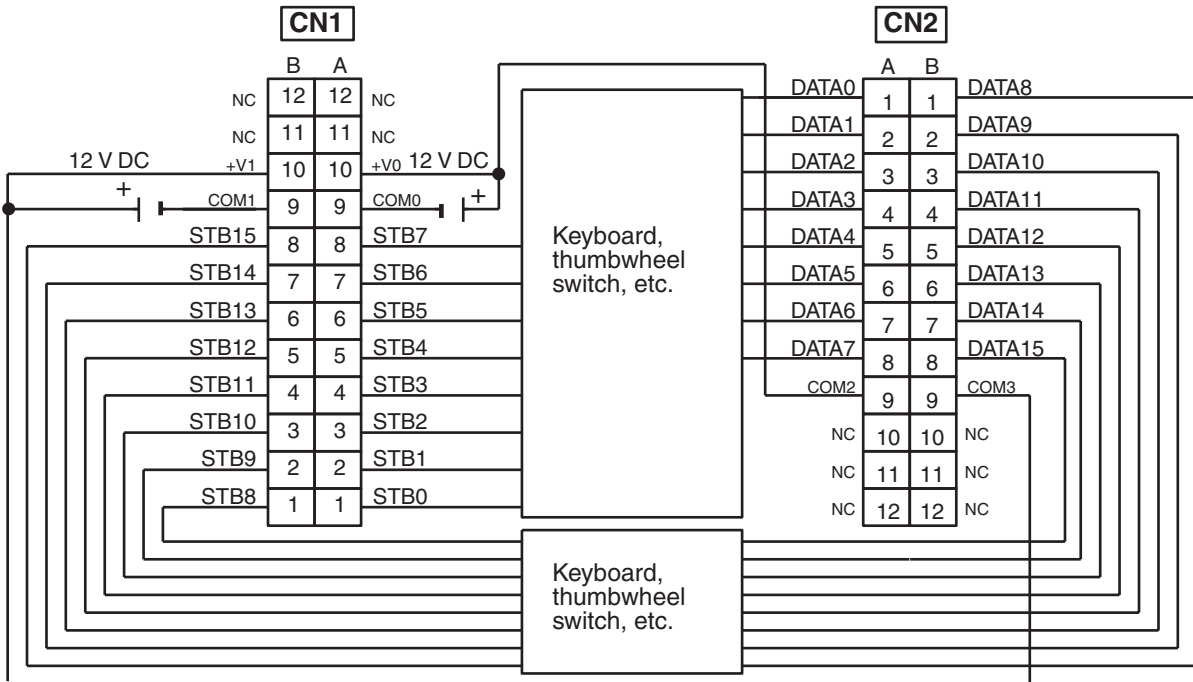 CN1
CN2
B A
A B
NC 12 12 NC
NC 11 11 NC
12 V DC +V1 10 10 +V0 12 V DC
+ COM1 9 9 COM0 +
STB15 8 8 STB7
STB14 7 7 STB6
STB13 6 6 STB5
STB12 5 5 STB4
STB11 4 4 STB3
STB10 3 3 STB2
STB9 2 2 STB1
STB8 1 1 STB0
Keyboard,
thumbwheel
switch, etc.
Keyboard,
thumbwheel
switch, etc.
DATA0 1 1 DATA8
DATA1 2 2 DATA9
DATA2 3 3 DATA10
DATA3 4 4 DATA11
DATA4 5 5 DATA12
DATA5 6 6 DATA13
DATA6 7 7 DATA14
DATA7 8 8 DATA15
COM2 9 9 COM3
NC 10 10 NC
NC 11 11 NC
NC 12 12 NC